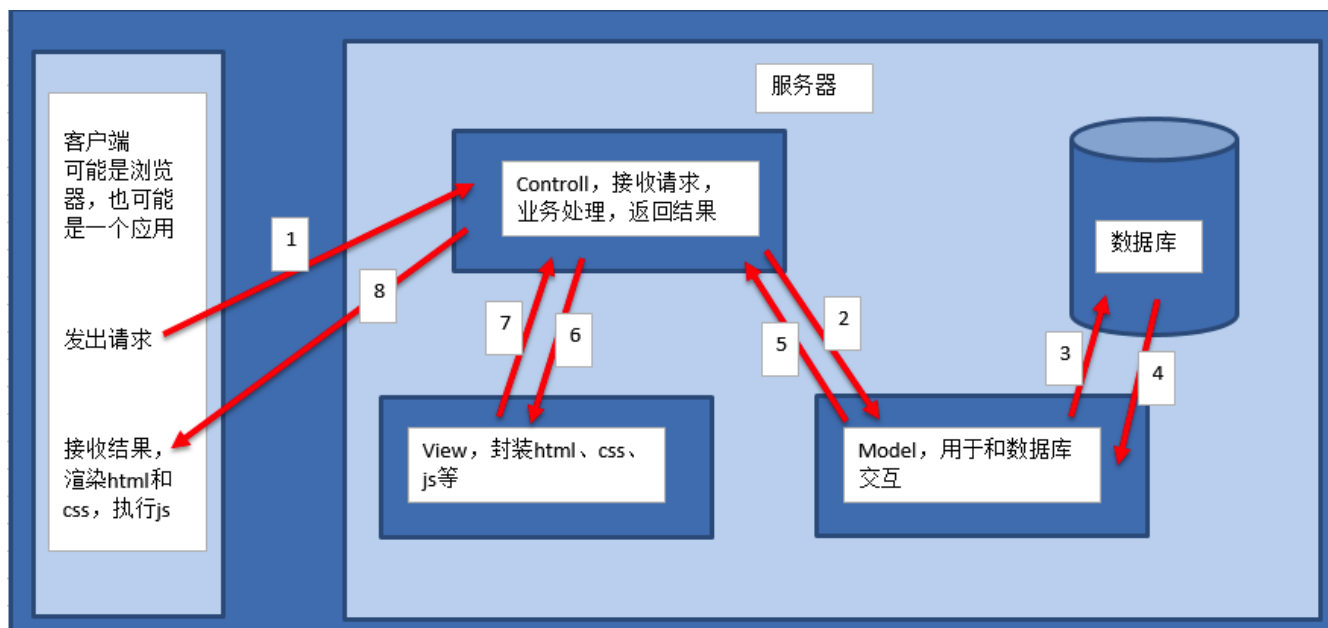 服务器
客户端
可能是浏览
器，也可能
是一个应用
发出请求
接收结果，
渲染html和
css，执行js
Controll，接收请求，
业务处理，返回结果
数据库
1
8
7
6
5
2
3
4
View，封装html、css、
js等
Model，用于和数据库
交互